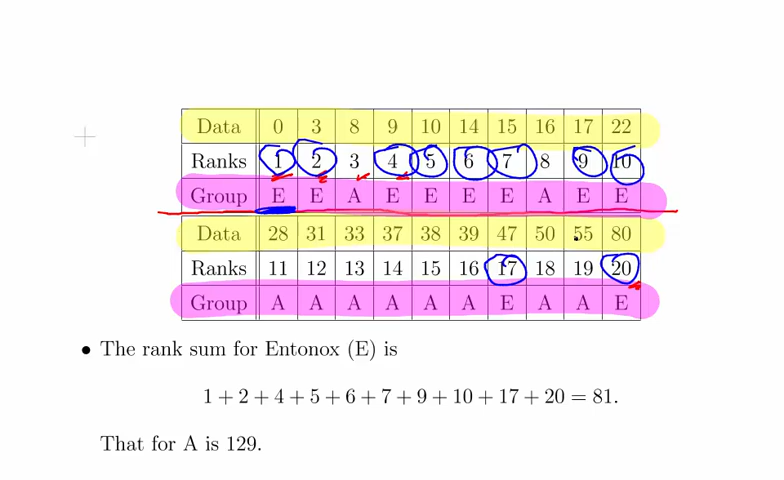 Data 0 3 8 9 10 14 15 16 17 22
Ranks 1 2 3 4 5 6 7 8 9 10
Group E E A E E E E A E E
Data 28 31 33 37 38 39 47 50 55 80
Ranks 11 12 13 14 15 16 17 18 19 20
Group A A A A A A E A A E
• The rank sum for Entonox (E) is
1 + 2 + 4 + 5 + 6 + 7 + 9 + 10 + 17 + 20 = 81.
That for A is 129.